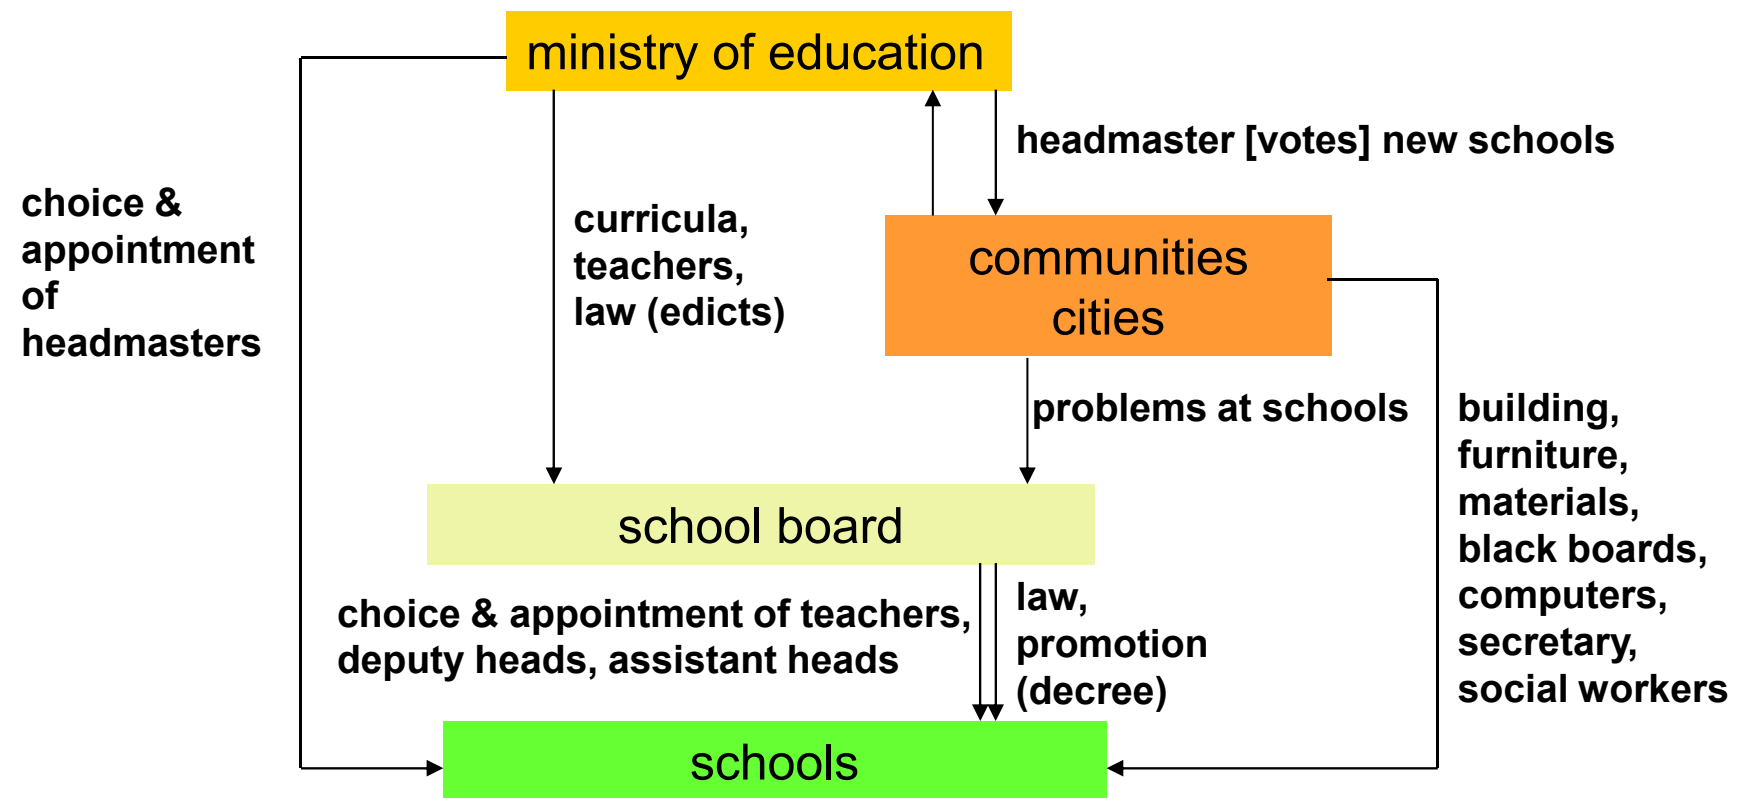 ministry of education
headmaster [votes] new schools
choice &
appointment
of
headmasters
curricula,
teachers,
law (edicts)
communities
cities
problems at schools
building,
furniture,
materials,
black boards,
computers,
secretary,
social workers
school board
choice & appointment of teachers,
deputy heads, assistant heads
law,
promotion
(decree)
schools